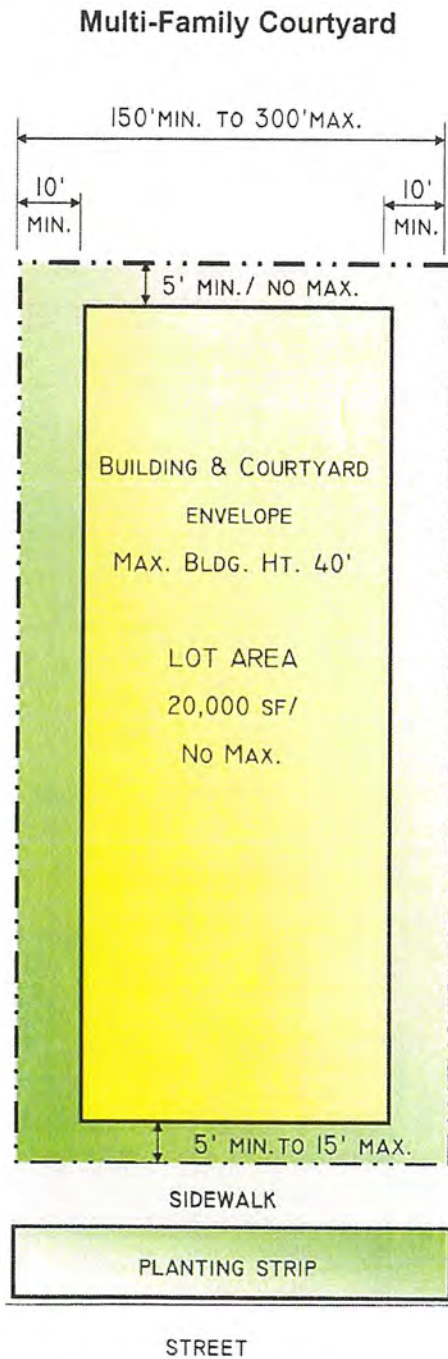 Multi-Family Courtyard
150'MIN. TO 300'MAX.
10' 10'
MIN. MIN.
5' MIN./ NO MAX.
BUILDING & COURTYARD
ENVELOPE
MAX. BLDG. HT. 40'
LOT AREA
20,000 SF/
NO MAX.
5' MIN.TO 15' MAX.
SIDEWALK
PLANTING STRIP
STREET